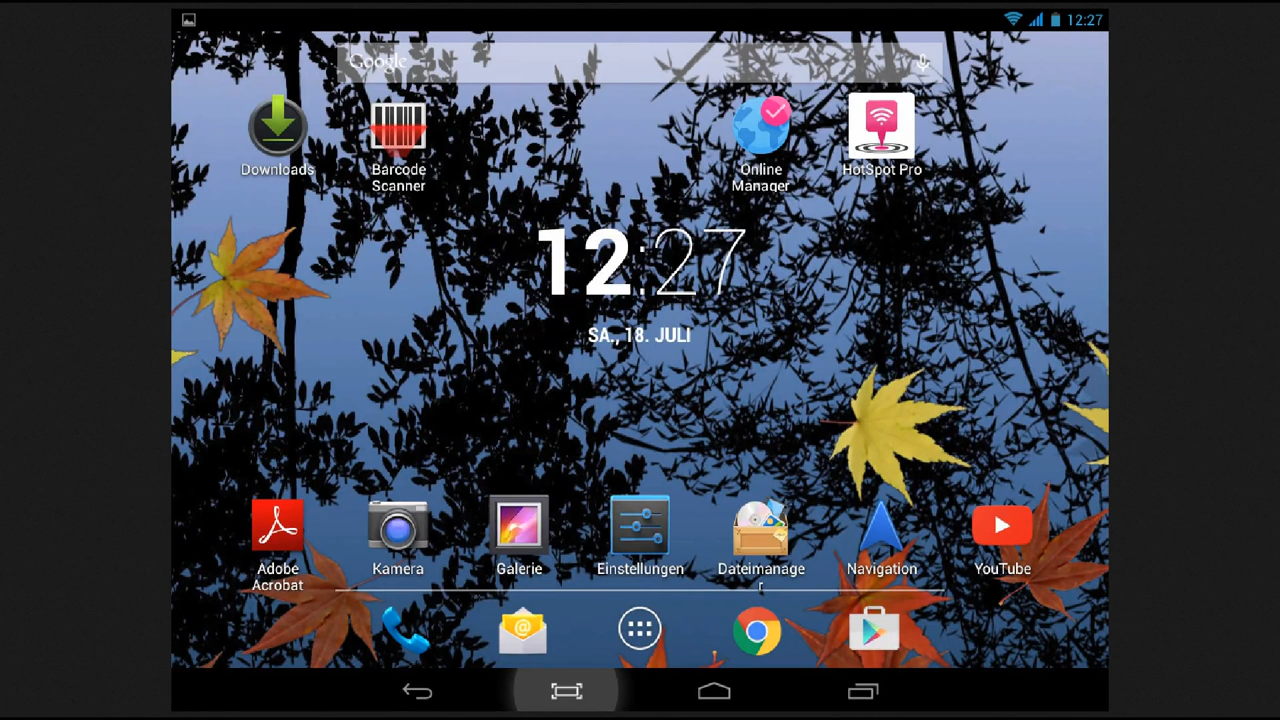 12:27
Google
Downloads
Barcode
Scanner
Online
Manager
HotSpot Pro
12:27
SA., 18. JULI
Adobe
Acrobat
Kamera
Galerie
Einstellungen
Dateimanage
r
Navigation
YouTube
@